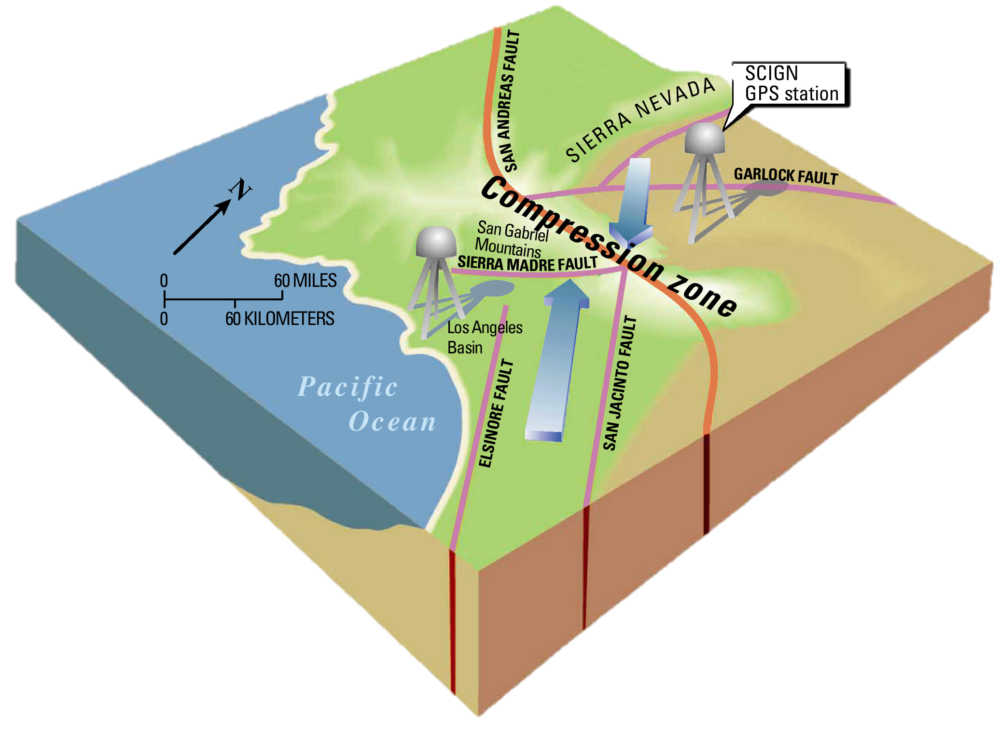 SCIGN
GPS station
SAN ANDREAS FAULT
SIERRA NEVADA
GARLOCK FAULT
N
Compression zone
San Gabriel
Mountains
SIERRA MADRE FAULT
0 60 MILES
0 60 KILOMETERS
Los Angeles
Basin
SAN JACINTO FAULT
ELSINORE FAULT
Pacific
Ocean